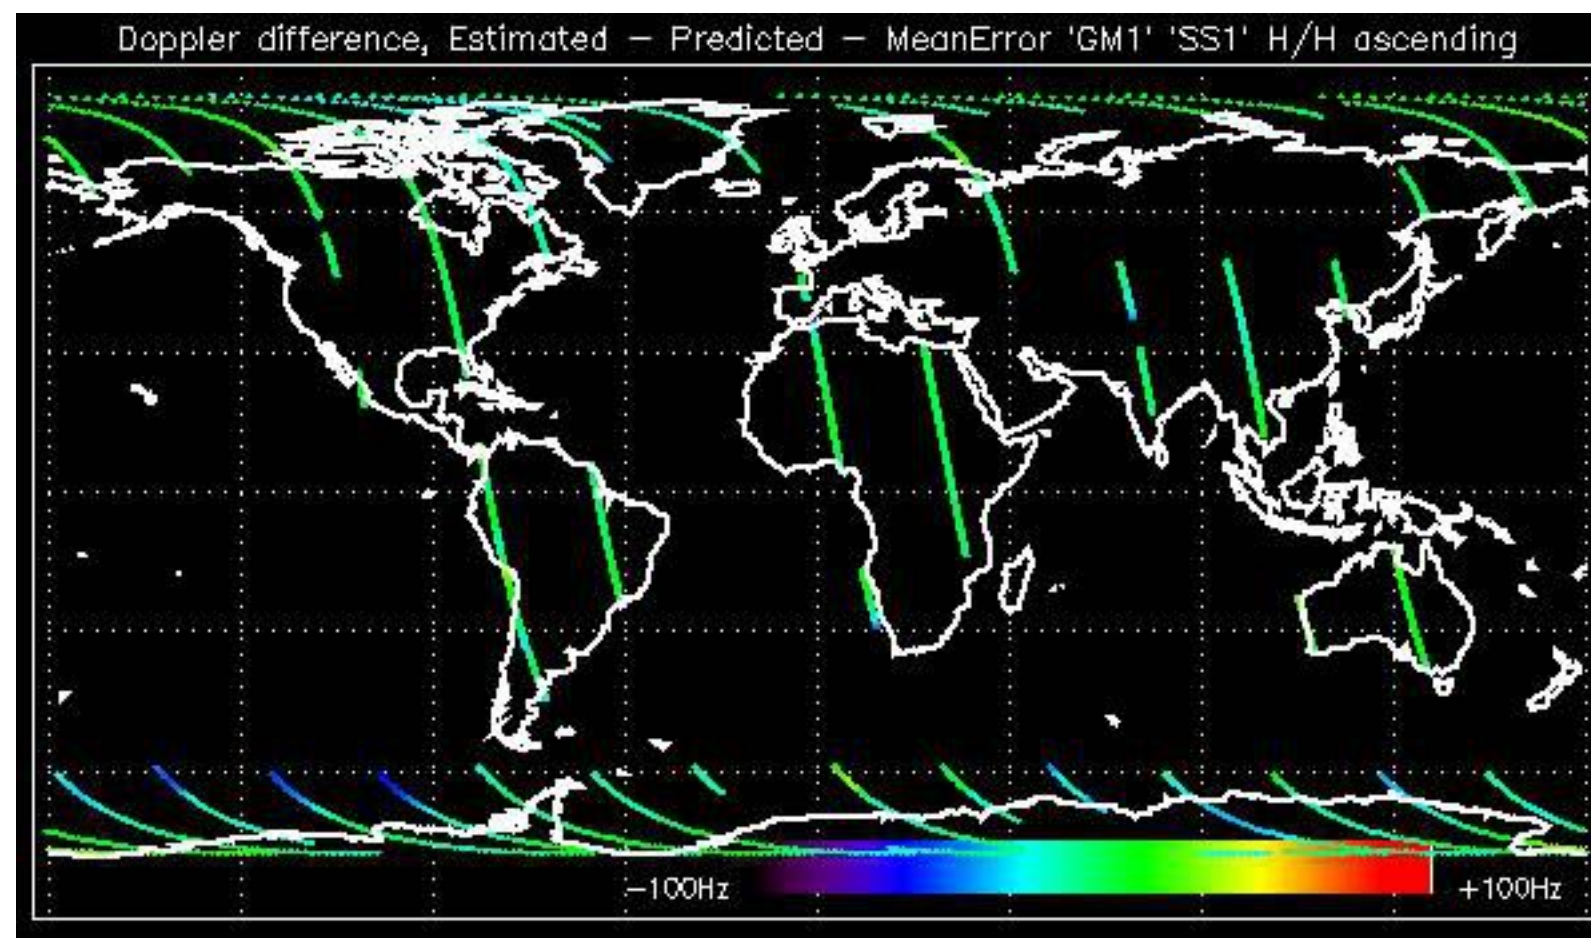 Doppler difference, Estimated – Predicted – MeanError 'GM1' 'SS1' H/H ascending
–100Hz
+100Hz